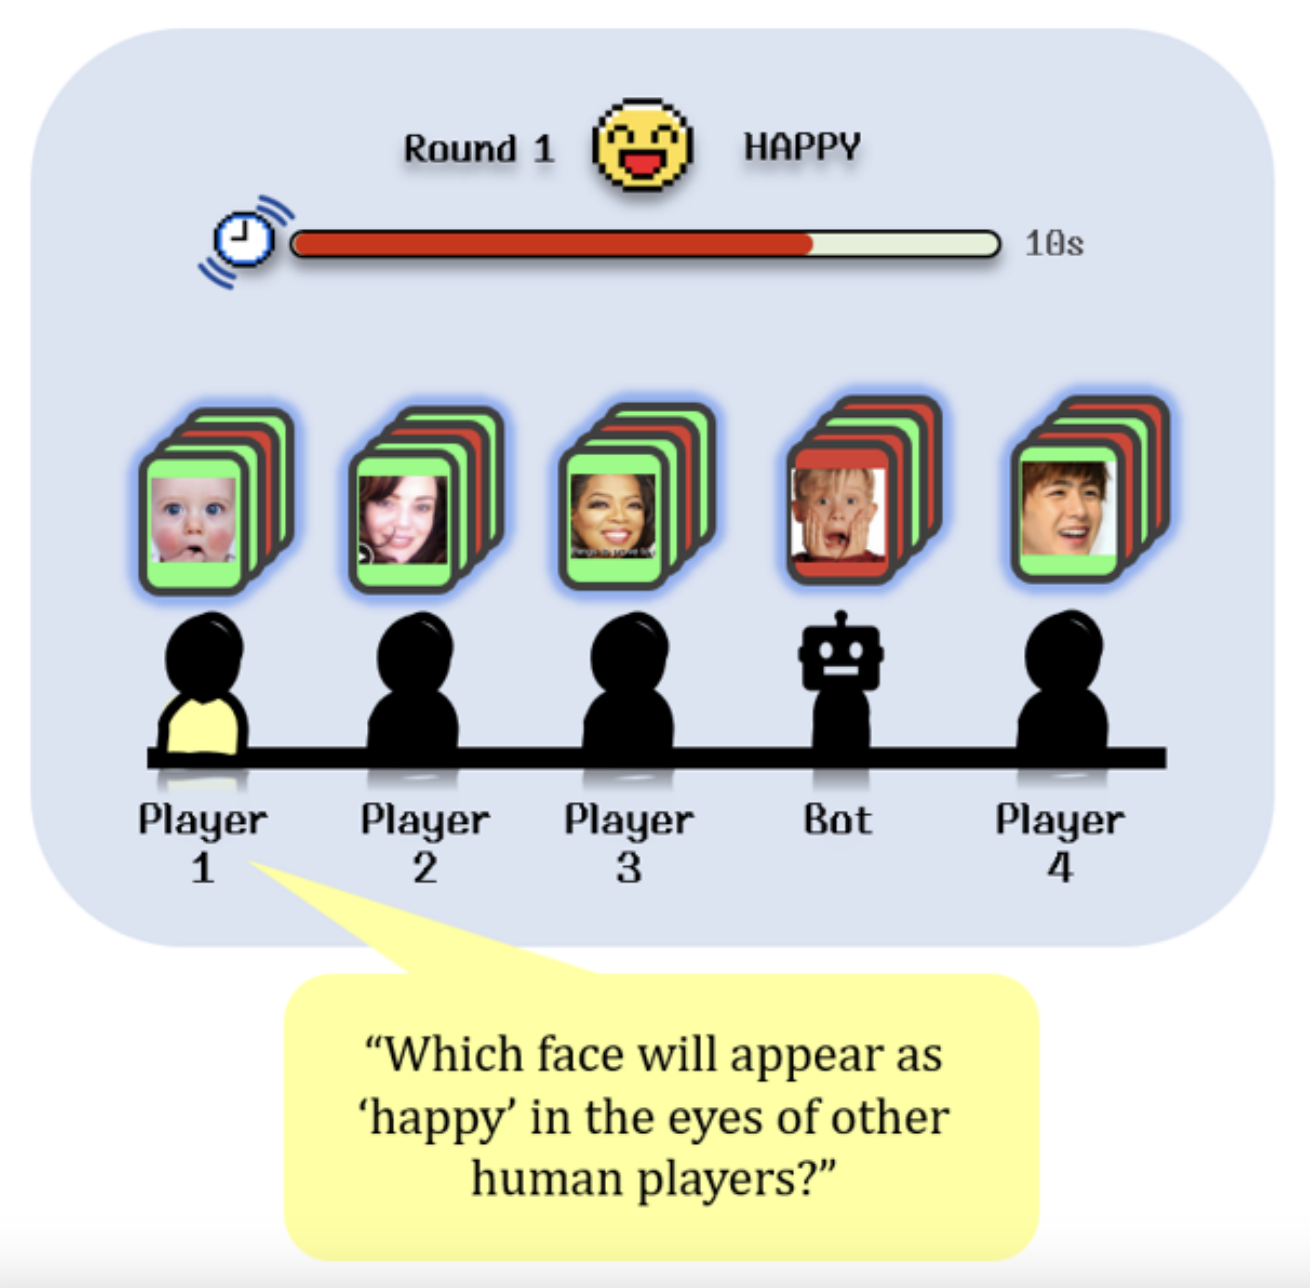 Round 1 HAPPY
10s
Player
1
Player
2
Player
3
Bot
Player
4
“Which face will appear as
‘happy’ in the eyes of other
human players?”